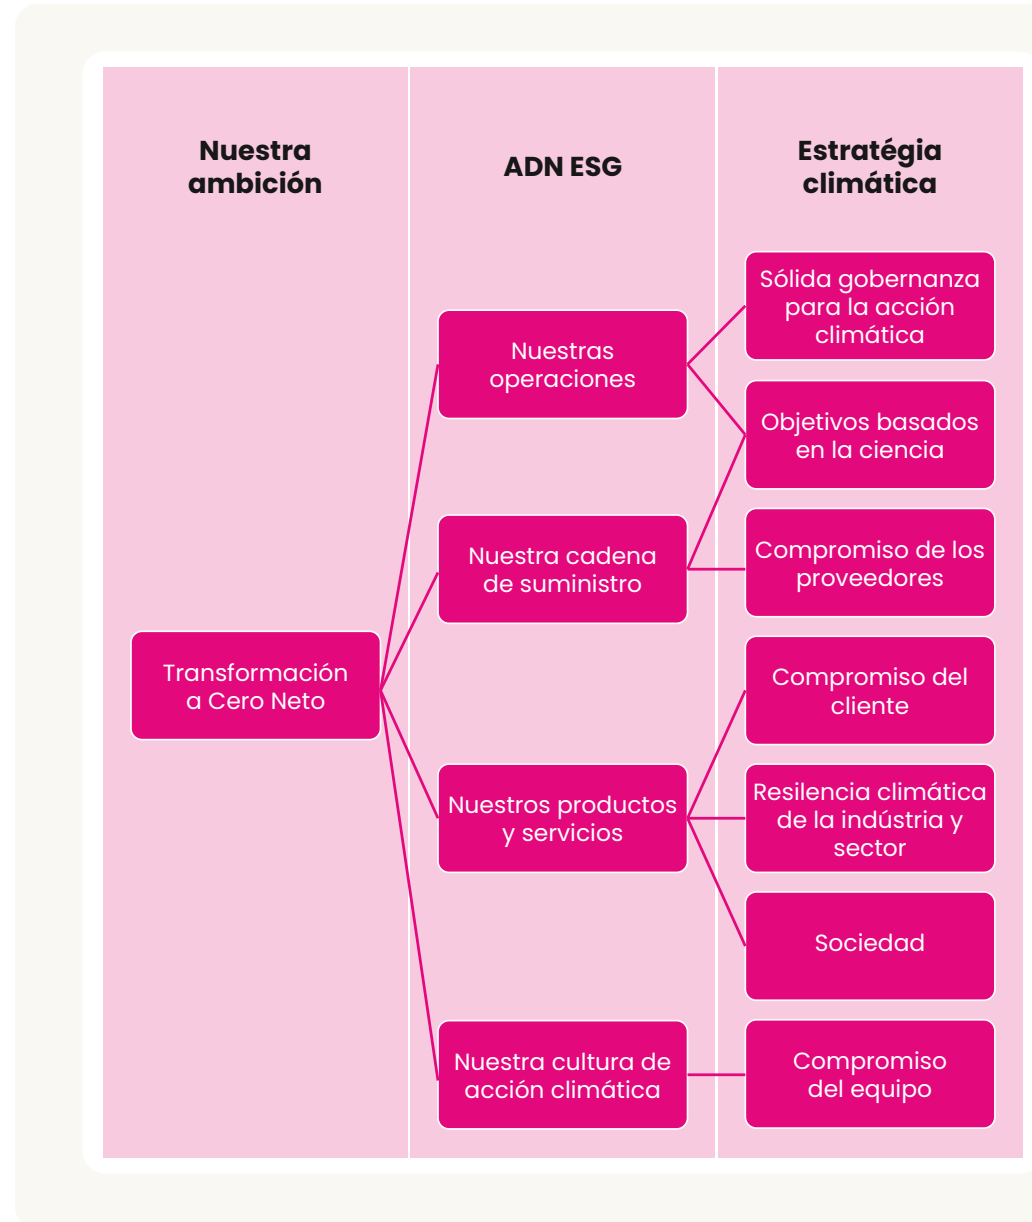 Nuestra
ambición
ADN ESG
Estratégia
climática
Transformación
a Cero Neto
Nuestras
operaciones
Nuestra cadena
de suministro
Nuestros productos
y servicios
Nuestra cultura de
acción climática
Sólida gobernanza
para la acción
climática
Objetivos basados
en la ciencia
Compromiso de los
proveedores
Compromiso del
cliente
Resilencia climática
de la indústria y
sector
Sociedad
Compromiso
del equipo